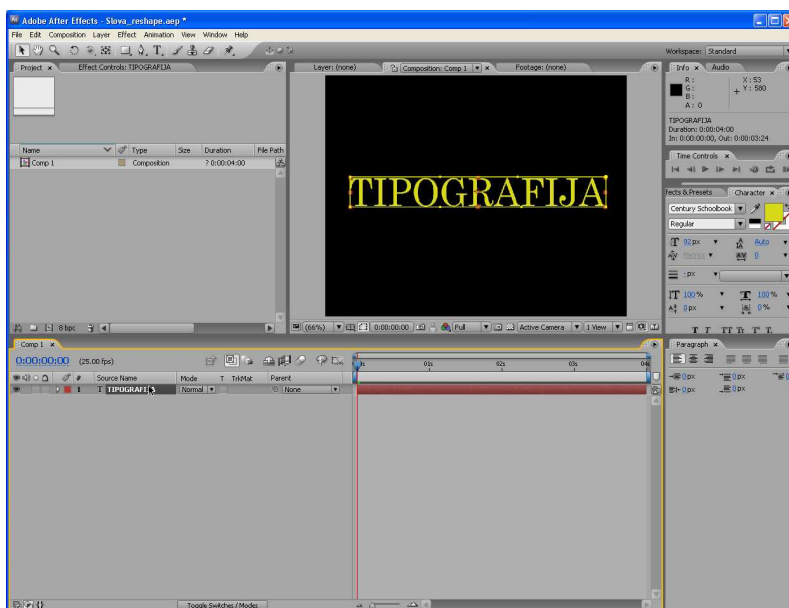 Adobe After Effects - Slova_reshape.aep *
File Edit Composition Layer Effect Animation View Window Help
Workspace: Standard
Project × Effect Controls: TIPOGRAFIJA
Layer: (none) Composition: Comp 1 × Footage: (none)
Info × Audio
R: X: 53
G: Y: 580
B:
A: 0
TIPOGRAFIJA
Duration: 0:00:04:00
In: 0:00:00:00, Out: 0:00:03:24
Name Type Size Duration File Path
Comp 1 Composition ? 0:00:04:00
Time Controls ×
TIPOGRAFIJA
fects & Presets Character ×
Century Schoolbook
Regular
92 px Auto
Metrics 0
- px
100 % 100 %
0 px 0 %
T T TT Tt T T
8 bpc
(66%) 0:00:00:00 Full Active Camera 1 View
Comp 1 ×
Paragraph ×
0:00:00:00 (25.00 fps)
0s 01s 02s 03s 04s
# Source Name Mode T TrkMat Parent
1 T TIPOGRAFIJA Normal None
0 px 0 px 0
0 px 0 px
Toggle Switches / Modes